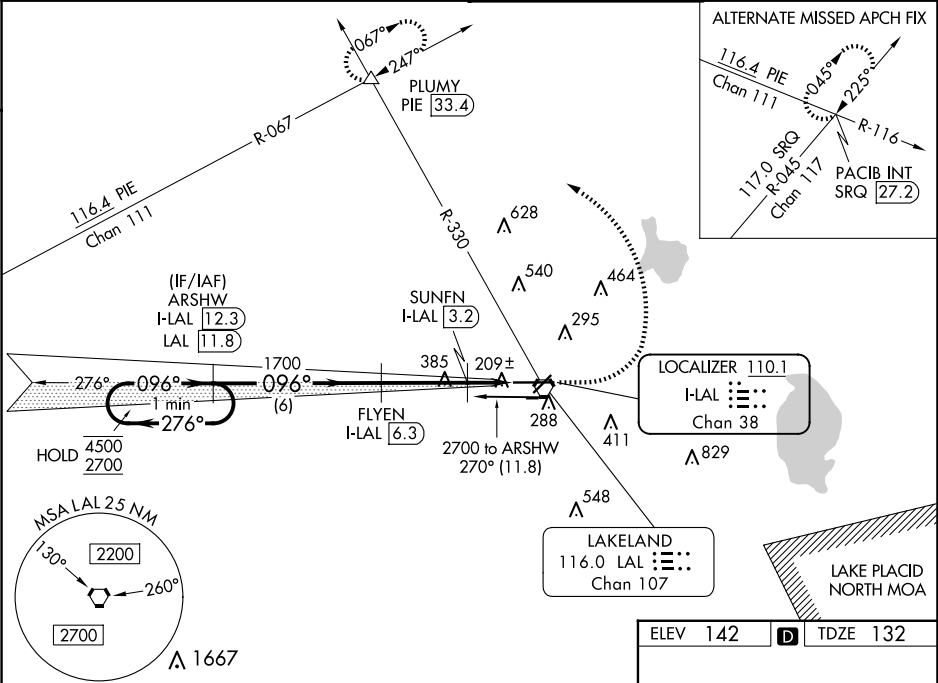 ALTERNATE MISSED APCH FIX
116.4 PIE
Chan 111
045°
225°
R-116
117.0 SRQ
R-045
Chan 117
PACIB INT
SRQ 27.2
067°
247°
PLUMY
PIE 33.4
R-067
116.4 PIE
Chan 111
R-330
628
540
464
295
(IF/IAF)
ARSHW
I-LAL 12.3
LAL 11.8
SUNFN
I-LAL 3.2
1700
385
209±
276°
096°
096°
1 min
(6)
276°
FLYEN
I-LAL 6.3
HOLD 4500
2700
2700 to ARSHW
270° (11.8)
288
411
829
548
LOCALIZER 110.1
I-LAL
Chan 38
LAKELAND
116.0 LAL
Chan 107
MSA LAL 25 NM
130°
2200
260°
2700
1667
LAKE PLACID
NORTH MOA
ELEV 142 D TDZE 132